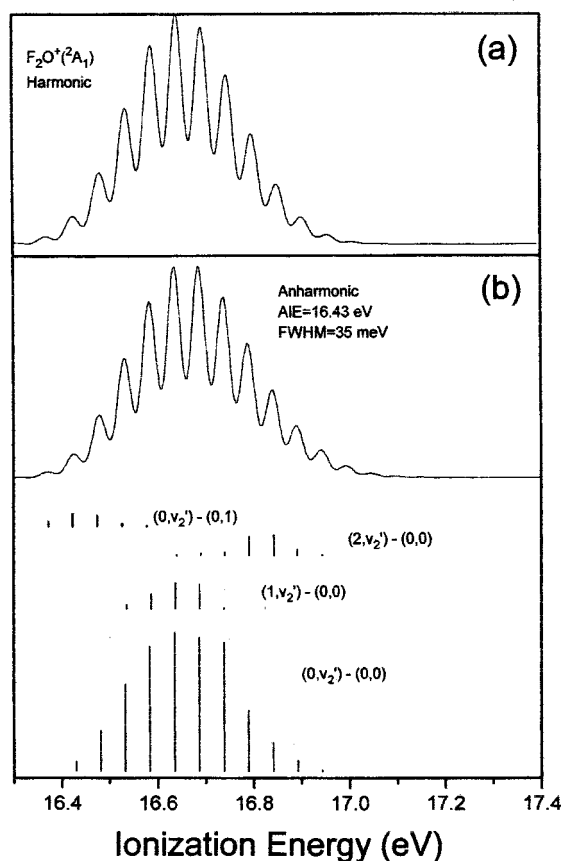 F₂O⁺(²A₁)
Harmonic
(a)
Anharmonic
AIE=16.43 eV
FWHM=35 meV
(b)
(0,v₂')-(0,1)
(2,v₂')-(0,0)
(1,v₂')-(0,0)
(0,v₂')-(0,0)
16.4 16.6 16.8 17.0 17.2 17.4
Ionization Energy (eV)